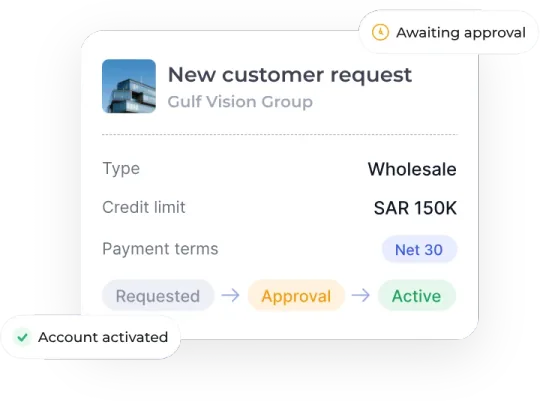 Awaiting approval
New customer request
Gulf Vision Group
Type Wholesale
Credit limit SAR 150K
Payment terms Net 30
Requested → Approval → Active
Account activated